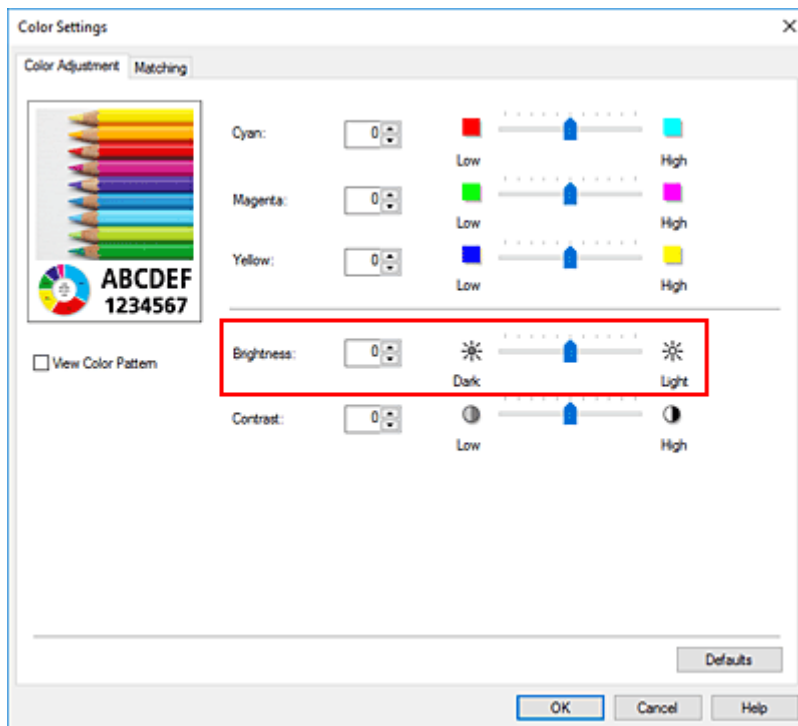 Color Settings
Color Adjustment Matching
ABCDEF
1234567
View Color Pattern
Cyan: 0
Low High
Magenta: 0
Low High
Yellow: 0
Low High
Brightness: 0
Dark Light
Contrast: 0
Low High
Defaults
OK Cancel Help